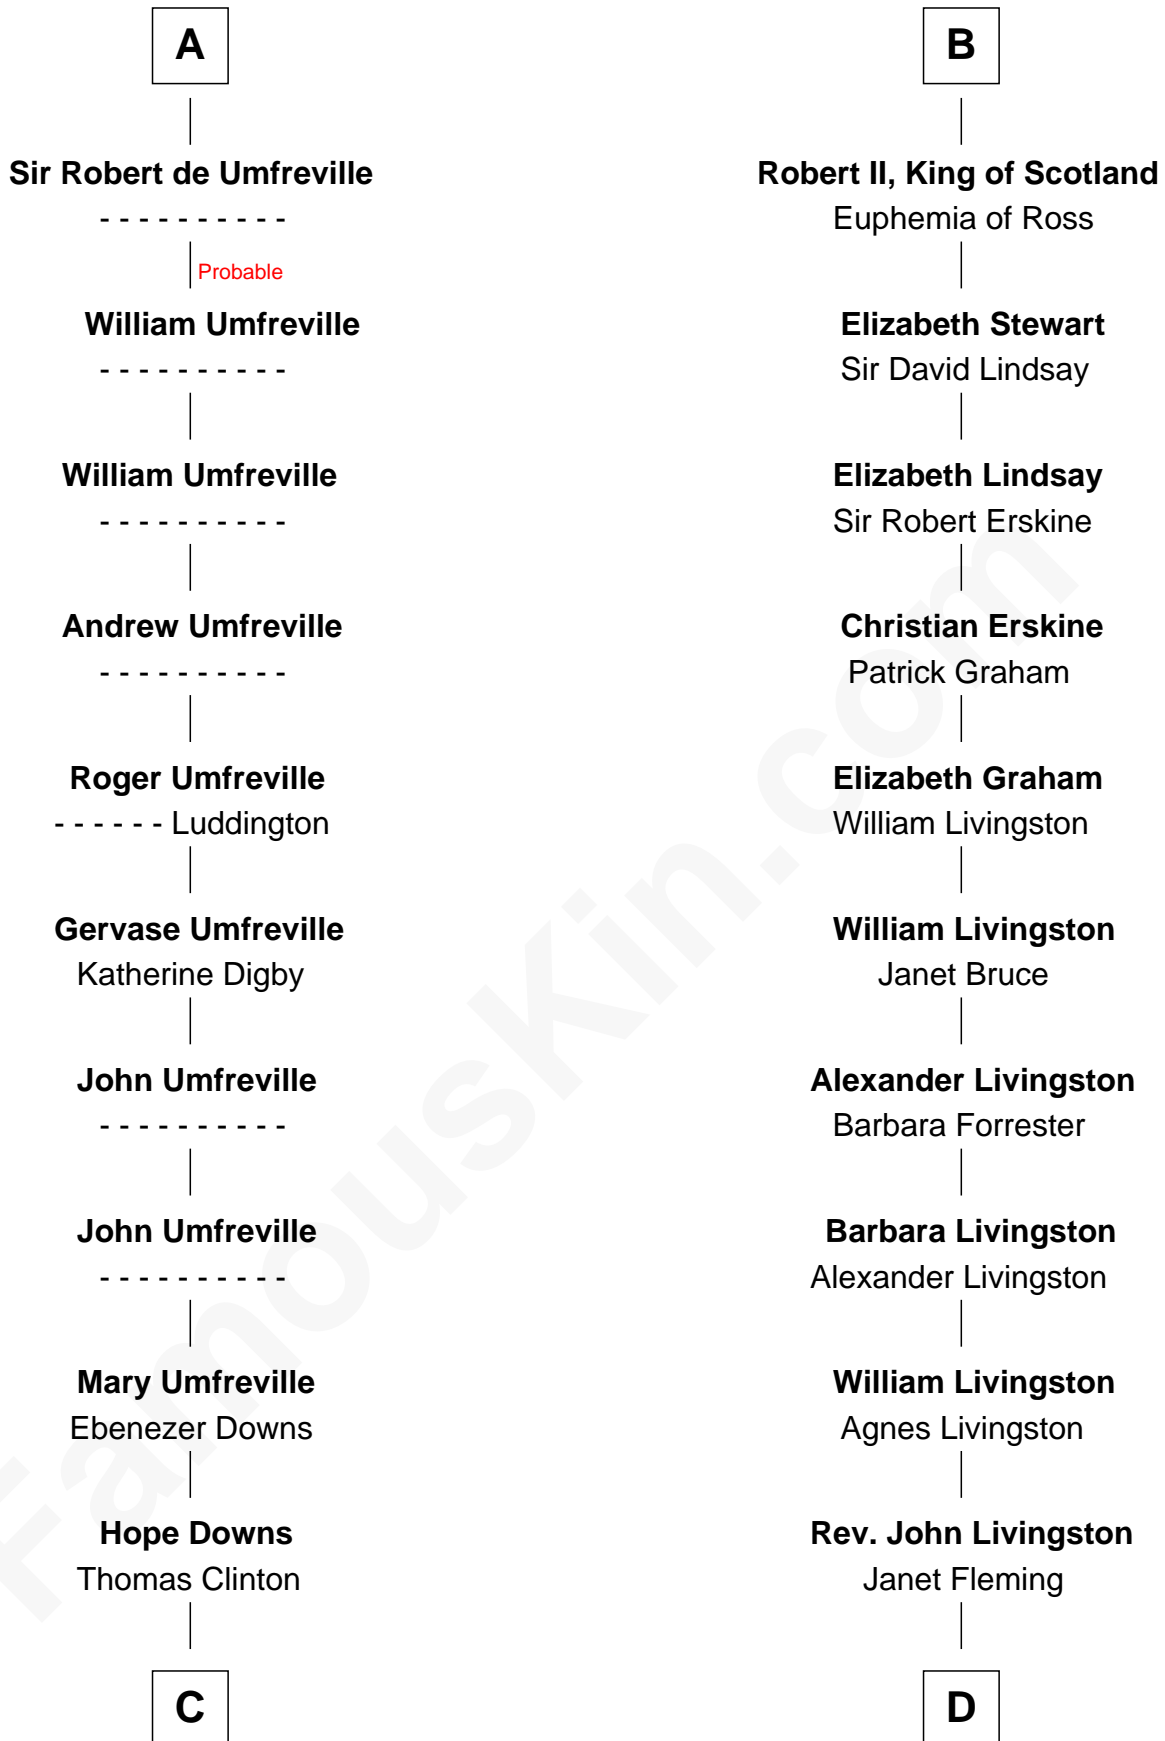 A
Sir Robert de Umfreville
- - - - - - - - - -
Probable
William Umfreville
- - - - - - - - - -
William Umfreville
- - - - - - - - - -
Andrew Umfreville
- - - - - - - - - -
Roger Umfreville
- - - - - - Luddington
Gervase Umfreville
Katherine Digby
John Umfreville
- - - - - - - - - -
John Umfreville
- - - - - - - - - -
Mary Umfreville
Ebenezer Downs
Hope Downs
Thomas Clinton
C
B
Robert II, King of Scotland
Euphemia of Ross
Elizabeth Stewart
Sir David Lindsay
Elizabeth Lindsay
Sir Robert Erskine
Christian Erskine
Patrick Graham
Elizabeth Graham
William Livingston
William Livingston
Janet Bruce
Alexander Livingston
Barbara Forrester
Barbara Livingston
Alexander Livingston
William Livingston
Agnes Livingston
Rev. John Livingston
Janet Fleming
D
FamousKin.com